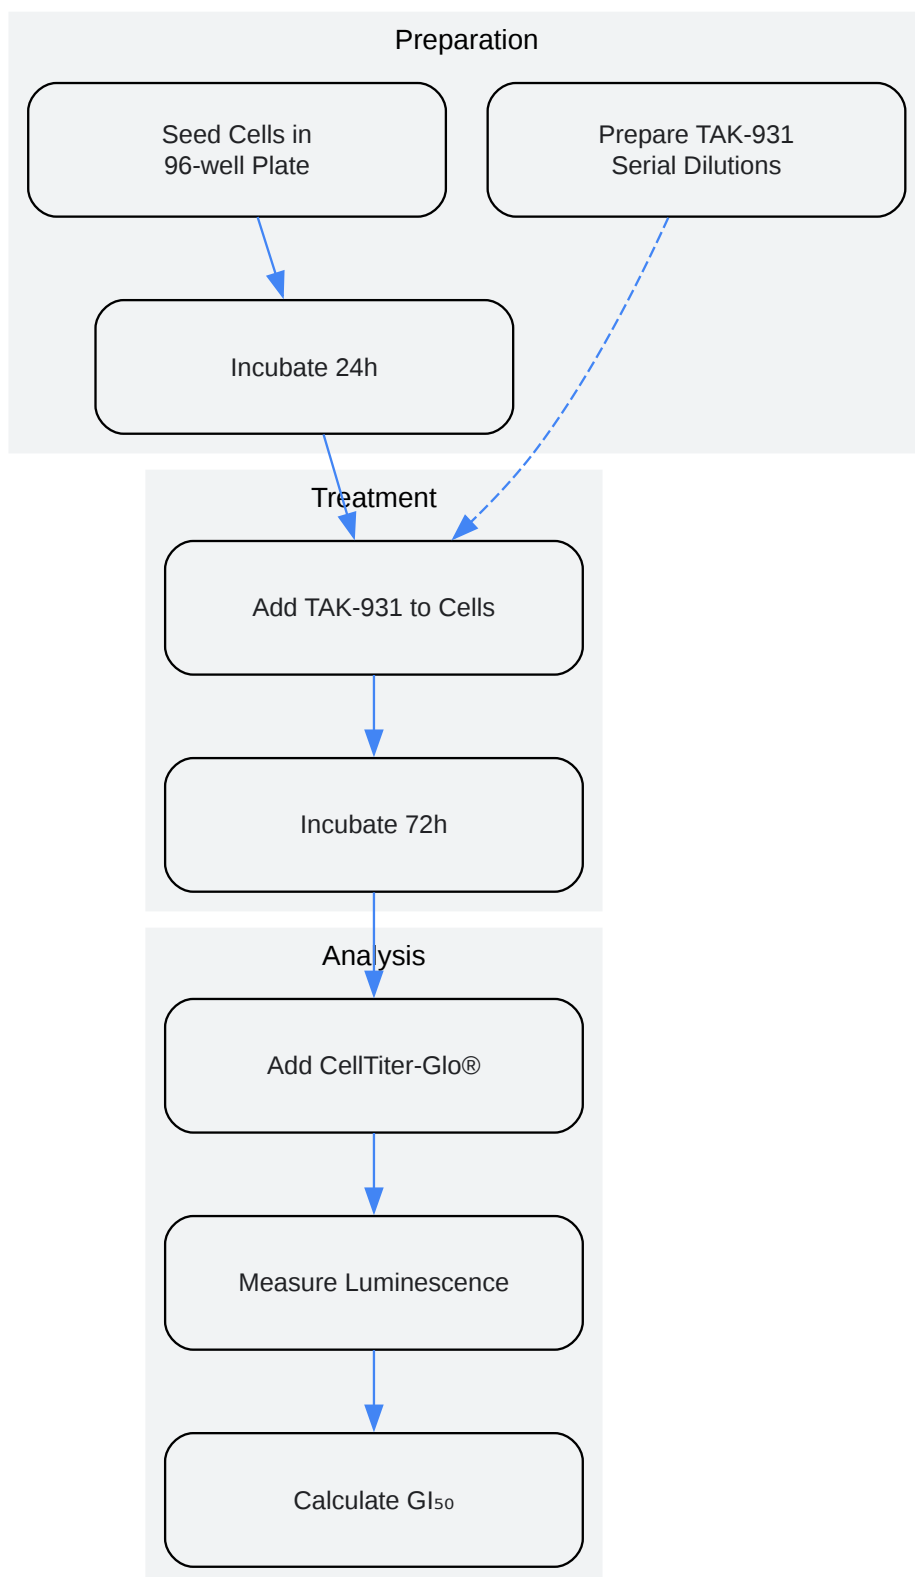 Preparation
Seed Cells in
96-well Plate
Prepare TAK-931
Serial Dilutions
Incubate 24h
Treatment
Add TAK-931 to Cells
Incubate 72h
Analysis
Add CellTiter-Glo®
Measure Luminescence
Calculate GI₅₀